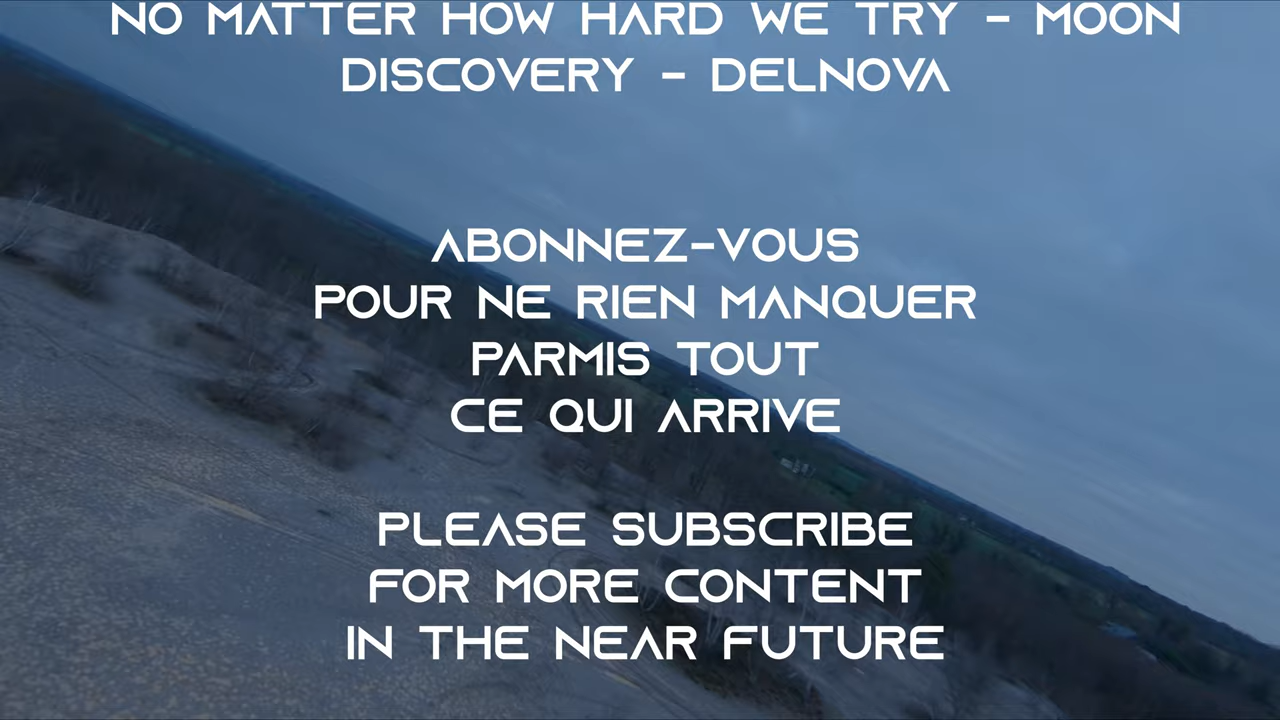 NO MATTER HOW HARD WE TRY - MOON
DISCOVERY - DELNOVA
ABONNEZ-VOUS
POUR NE RIEN MANQUER
PARMIS TOUT
CE QUI ARRIVE
PLEASE SUBSCRIBE
FOR MORE CONTENT
IN THE NEAR FUTURE